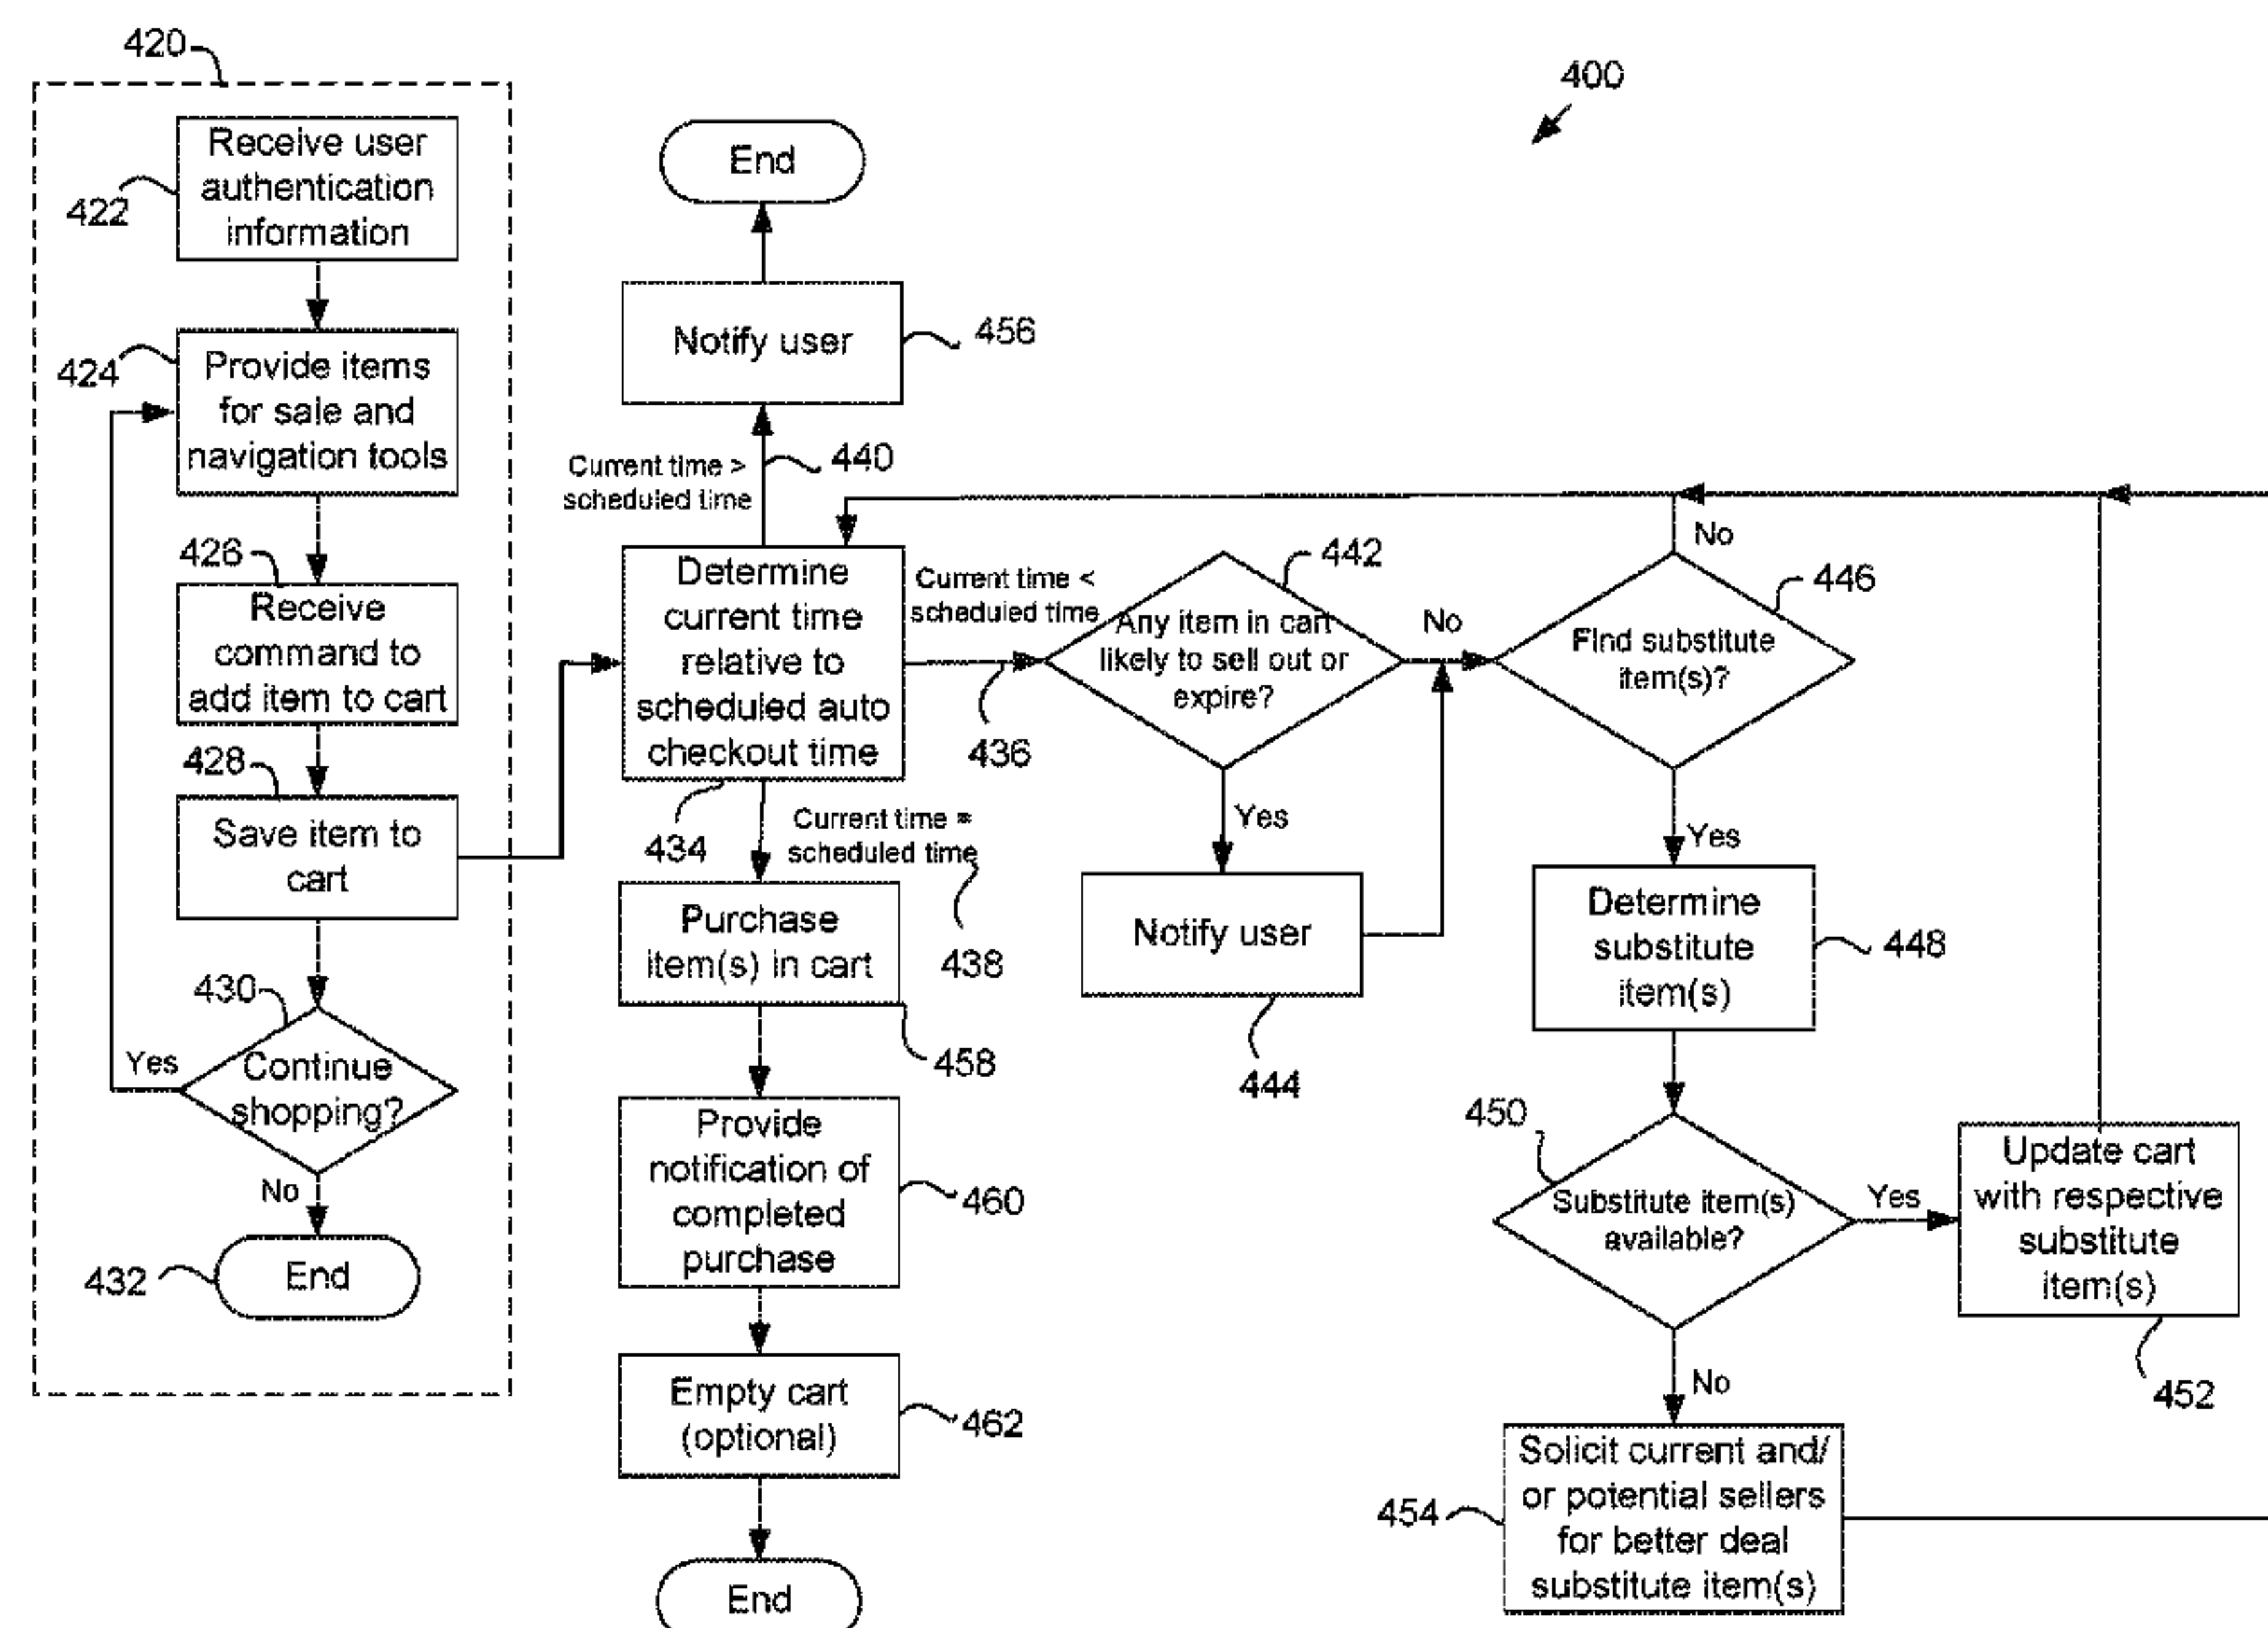 420
Receive user
authentication
information
422
424
Provide items
for sale and
navigation tools
426
Receive
command to
add item to cart
428
Save item to
cart
430
Continue
shopping?
Yes
No
End
432
400
End
Notify user
456
Current time >
scheduled time
440
Determine
current time
relative to
scheduled auto
checkout time
434
Current time <
scheduled time
436
Current time =
scheduled time
438
Purchase
item(s) in cart
458
Provide
notification of
completed
purchase
460
Empty cart
(optional)
462
End
442
Any item in cart
likely to sell out or
expire?
No
Yes
Notify user
444
446
Find substitute
item(s)?
No
Yes
Determine
substitute
item(s)
448
450
Substitute item(s)
available?
Yes
Update cart
with respective
substitute
item(s)
452
No
Solicit current and/
or potential sellers
for better deal
substitute item(s)
454